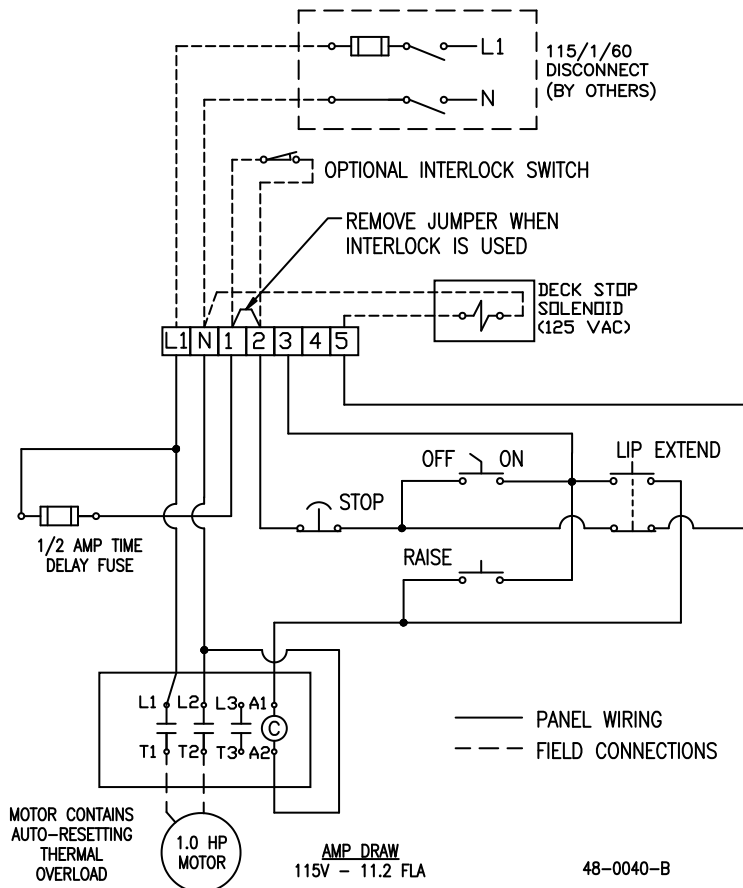 L1
N
115/1/60
DISCONNECT
(BY OTHERS)
OPTIONAL INTERLOCK SWITCH
REMOVE JUMPER WHEN
INTERLOCK IS USED
DECK STOP
SOLENOID
(125 VAC)
L1 N 1 2 3 4 5
OFF ON
LIP EXTEND
STOP
1/2 AMP TIME
DELAY FUSE
RAISE
L1 L2 L3 A1
C
T1 T2 T3 A2
PANEL WIRING
FIELD CONNECTIONS
MOTOR CONTAINS
AUTO-RESETTING
THERMAL
OVERLOAD
1.0 HP
MOTOR
AMP DRAW
115V - 11.2 FLA
48-0040-B